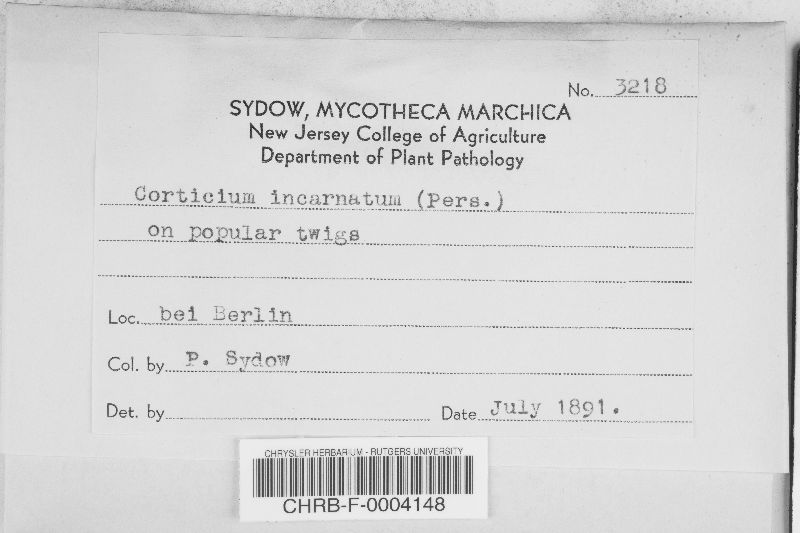 No. 3218
SYDOW, MYCOTHECA MARCHICA
New Jersey College of Agriculture
Department of Plant Pathology
Corticium incarnatum (Pers.)
on popular twigs
Loc. bei Berlin
Col. by P. Sydow
Det. by Date July 1891.
CHRYSLER HERBARIUM - RUTGERS UNIVERSITY
CHRB-F-0004148